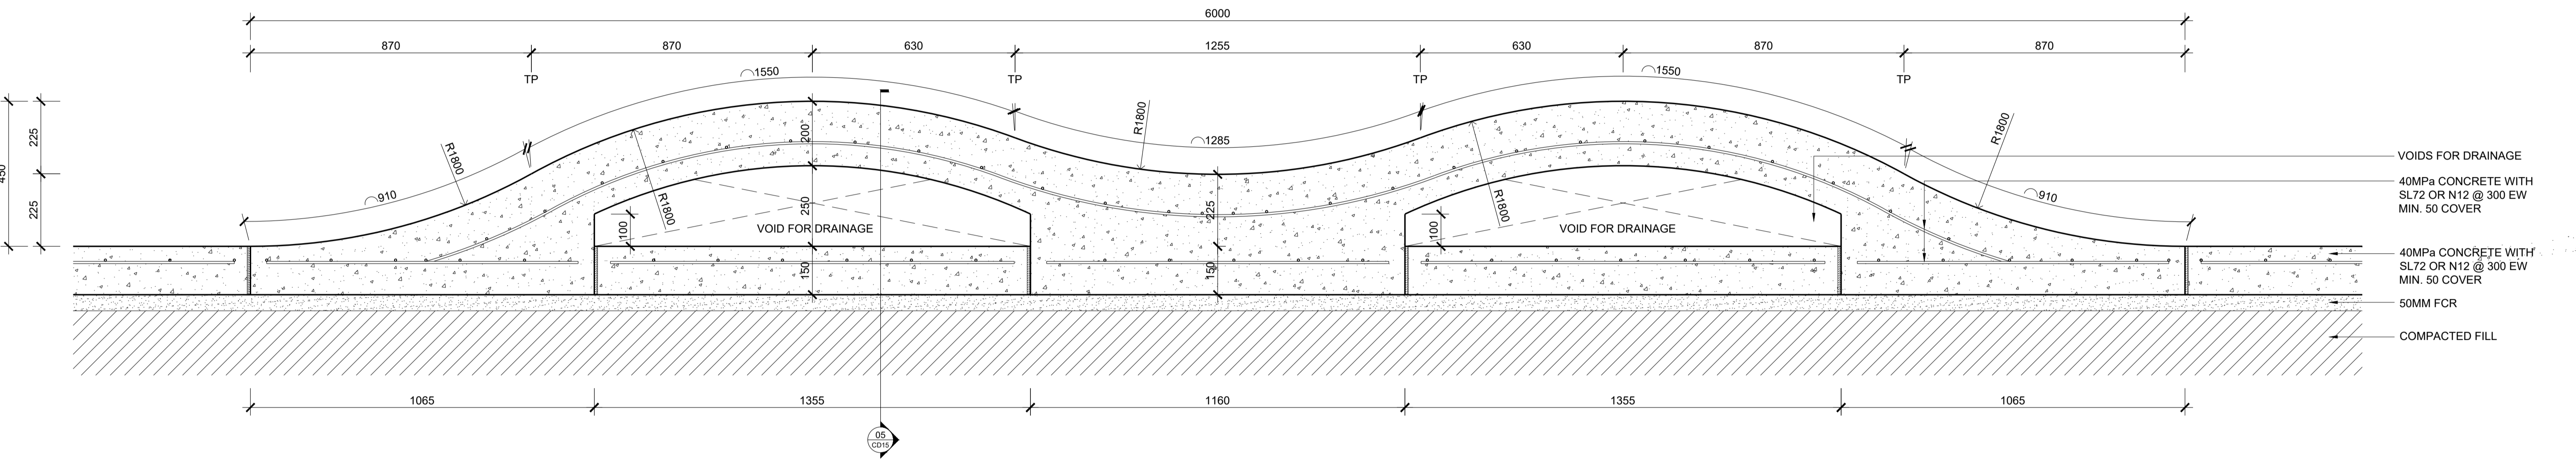 6000
870
870
630
1255
630
870
870
TP
TP
TP
TP
1550
1550
910
1285
910
R1800
R1800
R1800
R1800
R1800
450
225
225
200
250
150
100
225
150
100
VOID FOR DRAINAGE
VOID FOR DRAINAGE
VOIDS FOR DRAINAGE
40MPa CONCRETE WITH
SL72 OR N12 @ 300 EW
MIN. 50 COVER
40MPa CONCRETE WITH
SL72 OR N12 @ 300 EW
MIN. 50 COVER
50MM FCR
COMPACTED FILL
1065
1355
1160
1355
1065
05
CD15